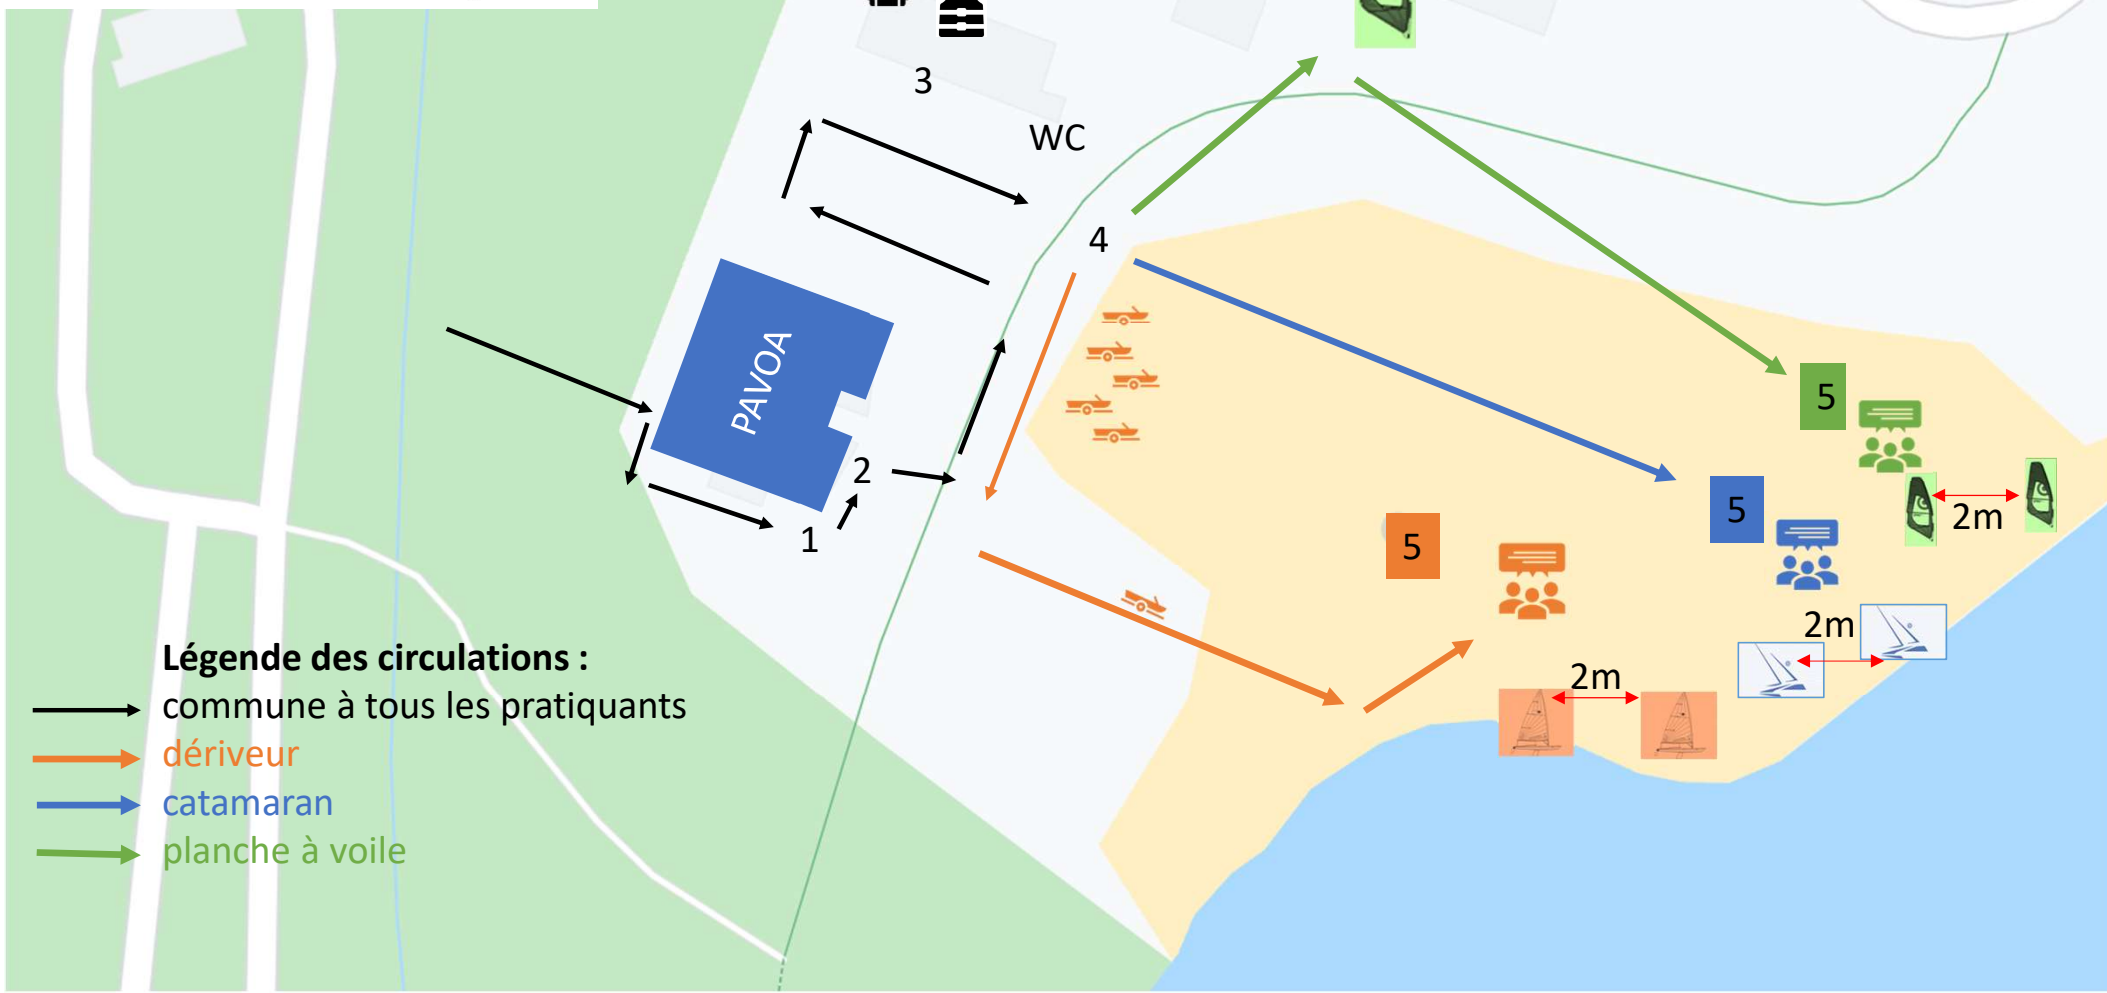 3
WC
4
PAVOA
2
1
5
2m
5
5
2m
2m
Légende des circulations :
commune à tous les pratiquants
dériveur
catamaran
planche à voile